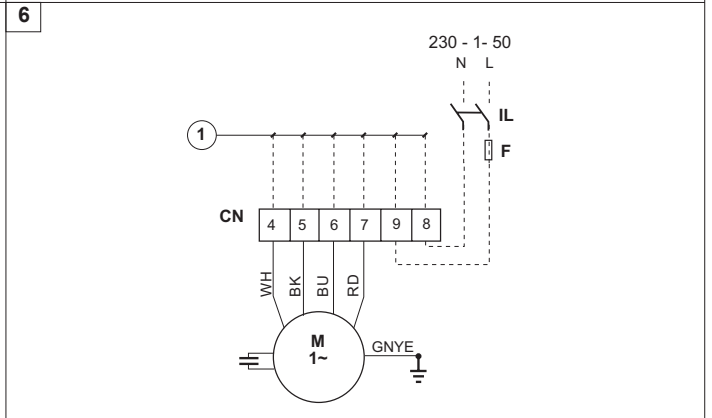 6
230 - 1- 50
N L
IL
1
F
CN
4 5 6 7 9 8
WH BK BU RD
M
1~
GNYE